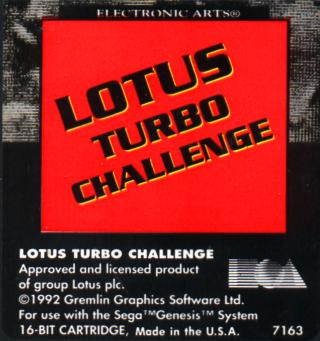 ELECTRONIC ARTS®
LOTUS
TURBO
CHALLENGE
LOTUS TURBO CHALLENGE
Approved and licensed product
of group Lotus plc.
©1992 Gremlin Graphics Software Ltd.
For use with the Sega™Genesis™ System
16-BIT CARTRIDGE, Made in the U.S.A. 7163
EA